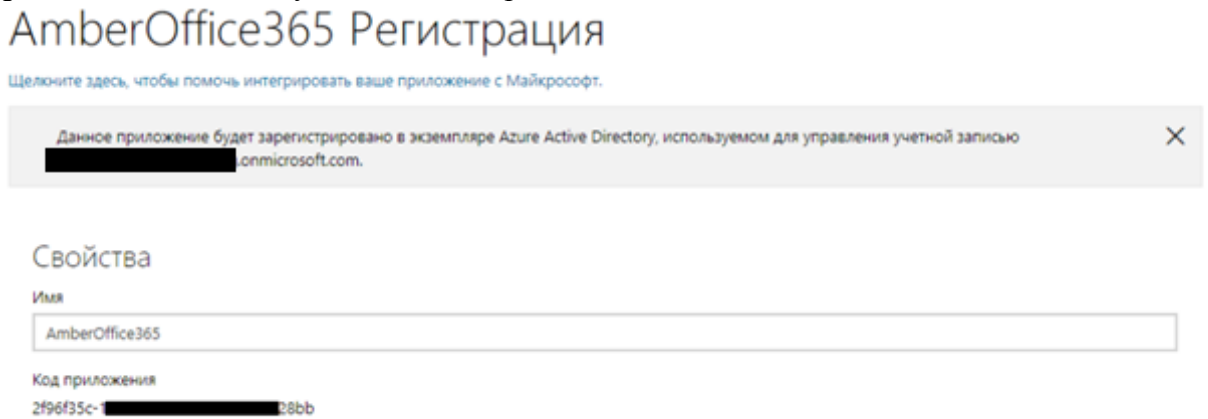 AmberOffice365 Регистрация
Щелкните здесь, чтобы помочь интегрировать ваше приложение с Майкрософт.
Данное приложение будет зарегистрировано в экземпляре Azure Active Directory, используемом для управления учетной записью
.onmicrosoft.com.
Свойства
Имя
AmberOffice365
Код приложения
2f96f35c-1 28bb